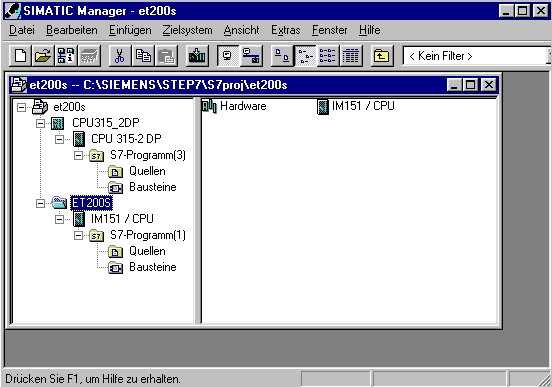 SIMATIC Manager - et200s
Datei Bearbeiten Einfügen Zielsystem Ansicht Extras Fenster Hilfe
< Kein Filter >
et200s -- C:\SIEMENS\STEP7\S7proj\et200s
et200s
CPU315_2DP
CPU 315-2 DP
S7-Programm(3)
Quellen
Bausteine
ET200S
IM151 / CPU
S7-Programm(1)
Quellen
Bausteine
Hardware
IM151 / CPU
Drücken Sie F1, um Hilfe zu erhalten.